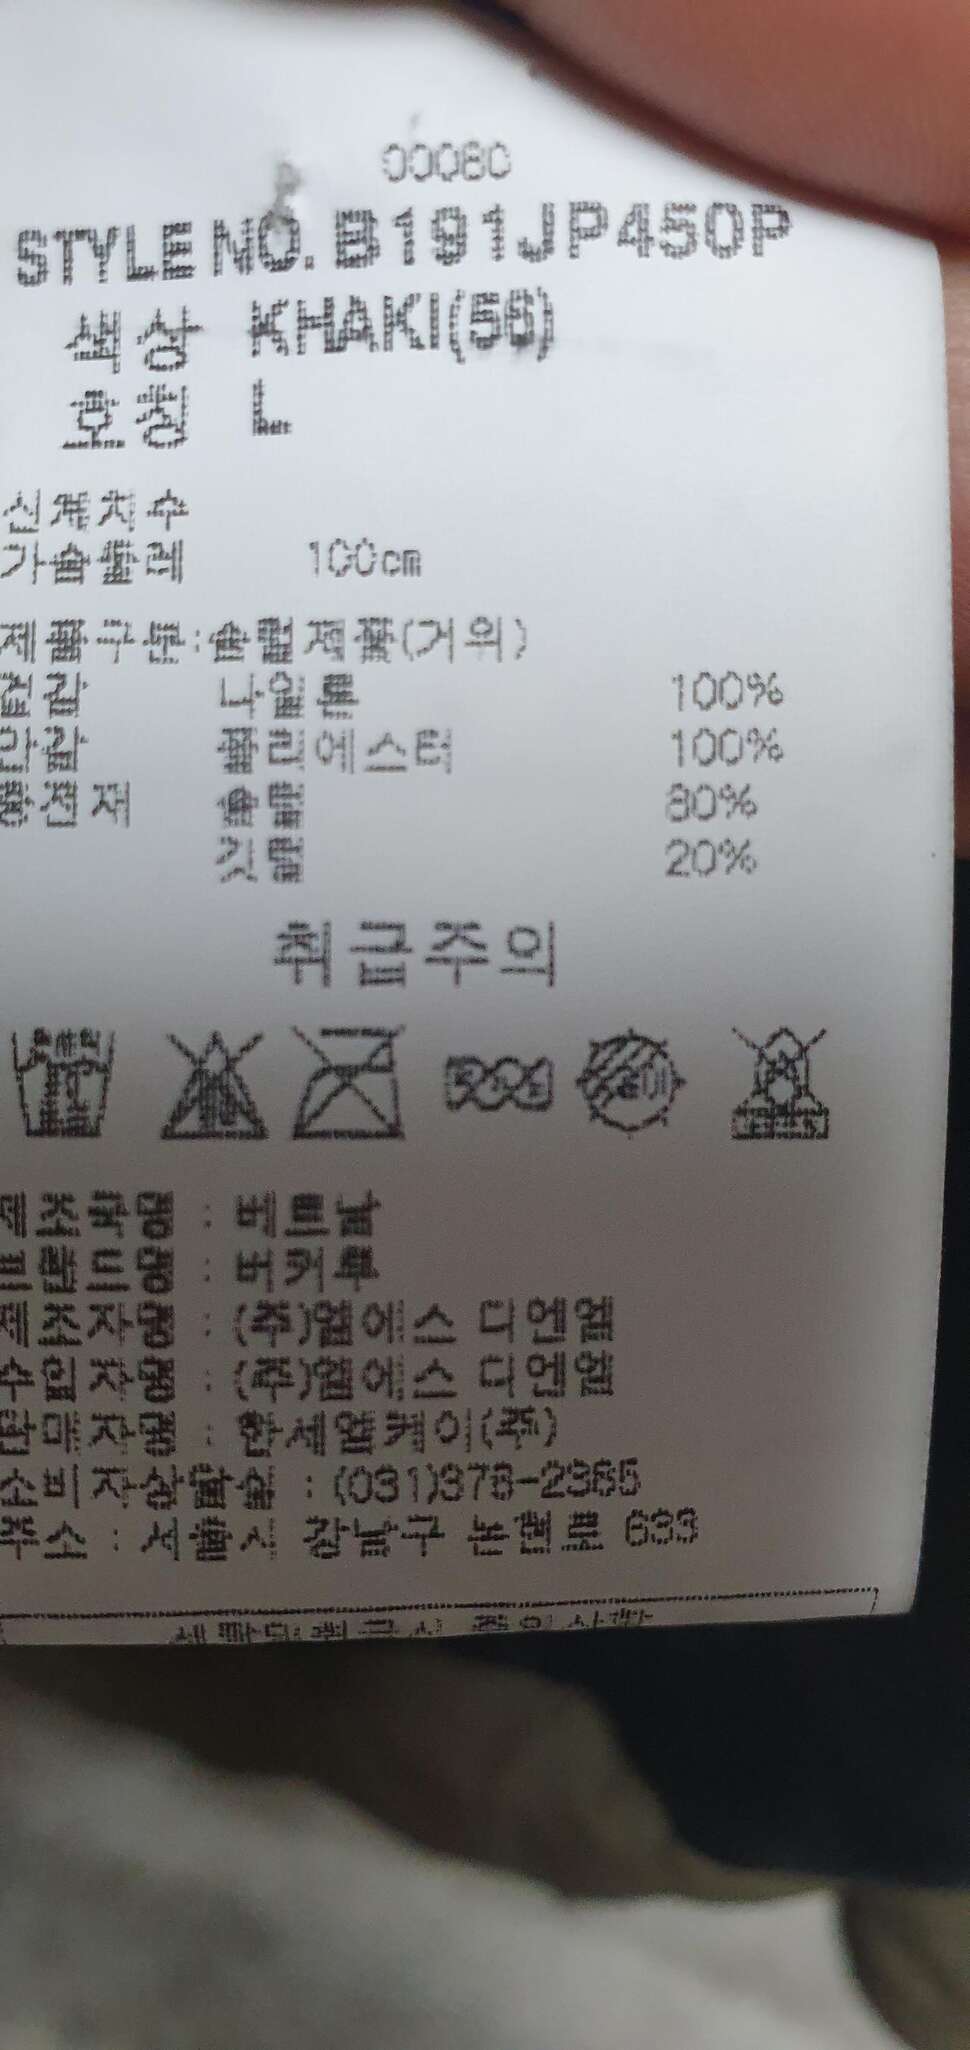 00080
STYLE NO. B191JP450P
색상 KHAKI(56)
호칭 L
신체치수
가슴둘레 100cm
제품구분:솜털제품(거위)
겉감 나일론 100%
안감 폴리에스터 100%
충전재 솜털 80%
깃털 20%
취급주의
제조국명 : 베트남
브랜드명 : 버커루
제조자명 : (주)엠에스 디엔엠
수입자명 : (주)엠에스 디엔엠
판매자명 : 한세엠케이(주)
소비자상담실 : (031)378-2365
주소 : 서울시 강남구 논현로 633